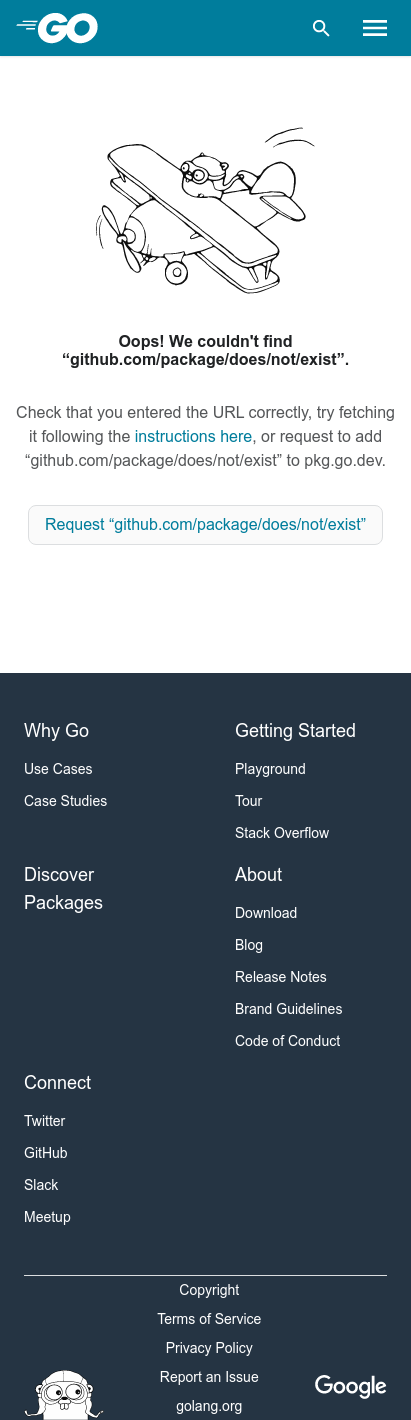 GO
Oops! We couldn't find
“github.com/package/does/not/exist”.
Check that you entered the URL correctly, try fetching
it following the instructions here, or request to add
“github.com/package/does/not/exist” to pkg.go.dev.
Request “github.com/package/does/not/exist”
Why Go
Use Cases
Case Studies
Getting Started
Playground
Tour
Stack Overflow
Discover
Packages
About
Download
Blog
Release Notes
Brand Guidelines
Code of Conduct
Connect
Twitter
GitHub
Slack
Meetup
Copyright
Terms of Service
Privacy Policy
Report an Issue
golang.org
Google